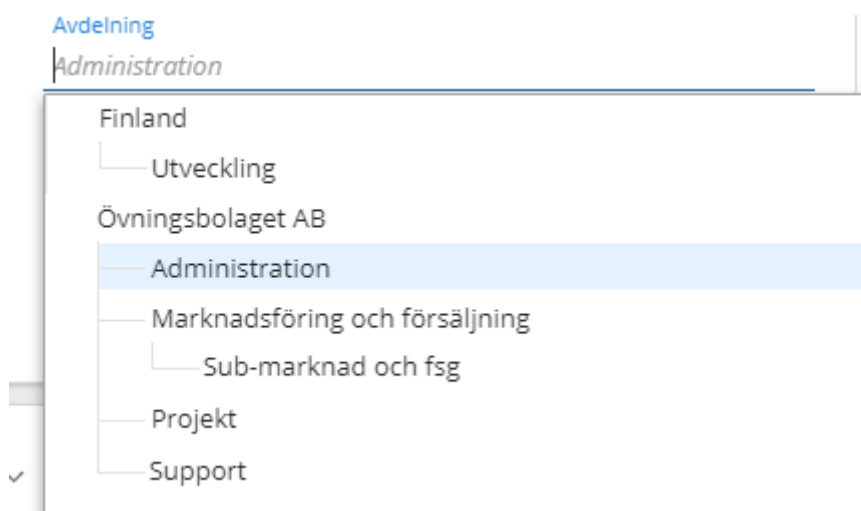 Avdelning
Administration
Finland
Utveckling
Övningsbolaget AB
Administration
Marknadsföring och försäljning
Sub-marknad och fsg
Projekt
Support